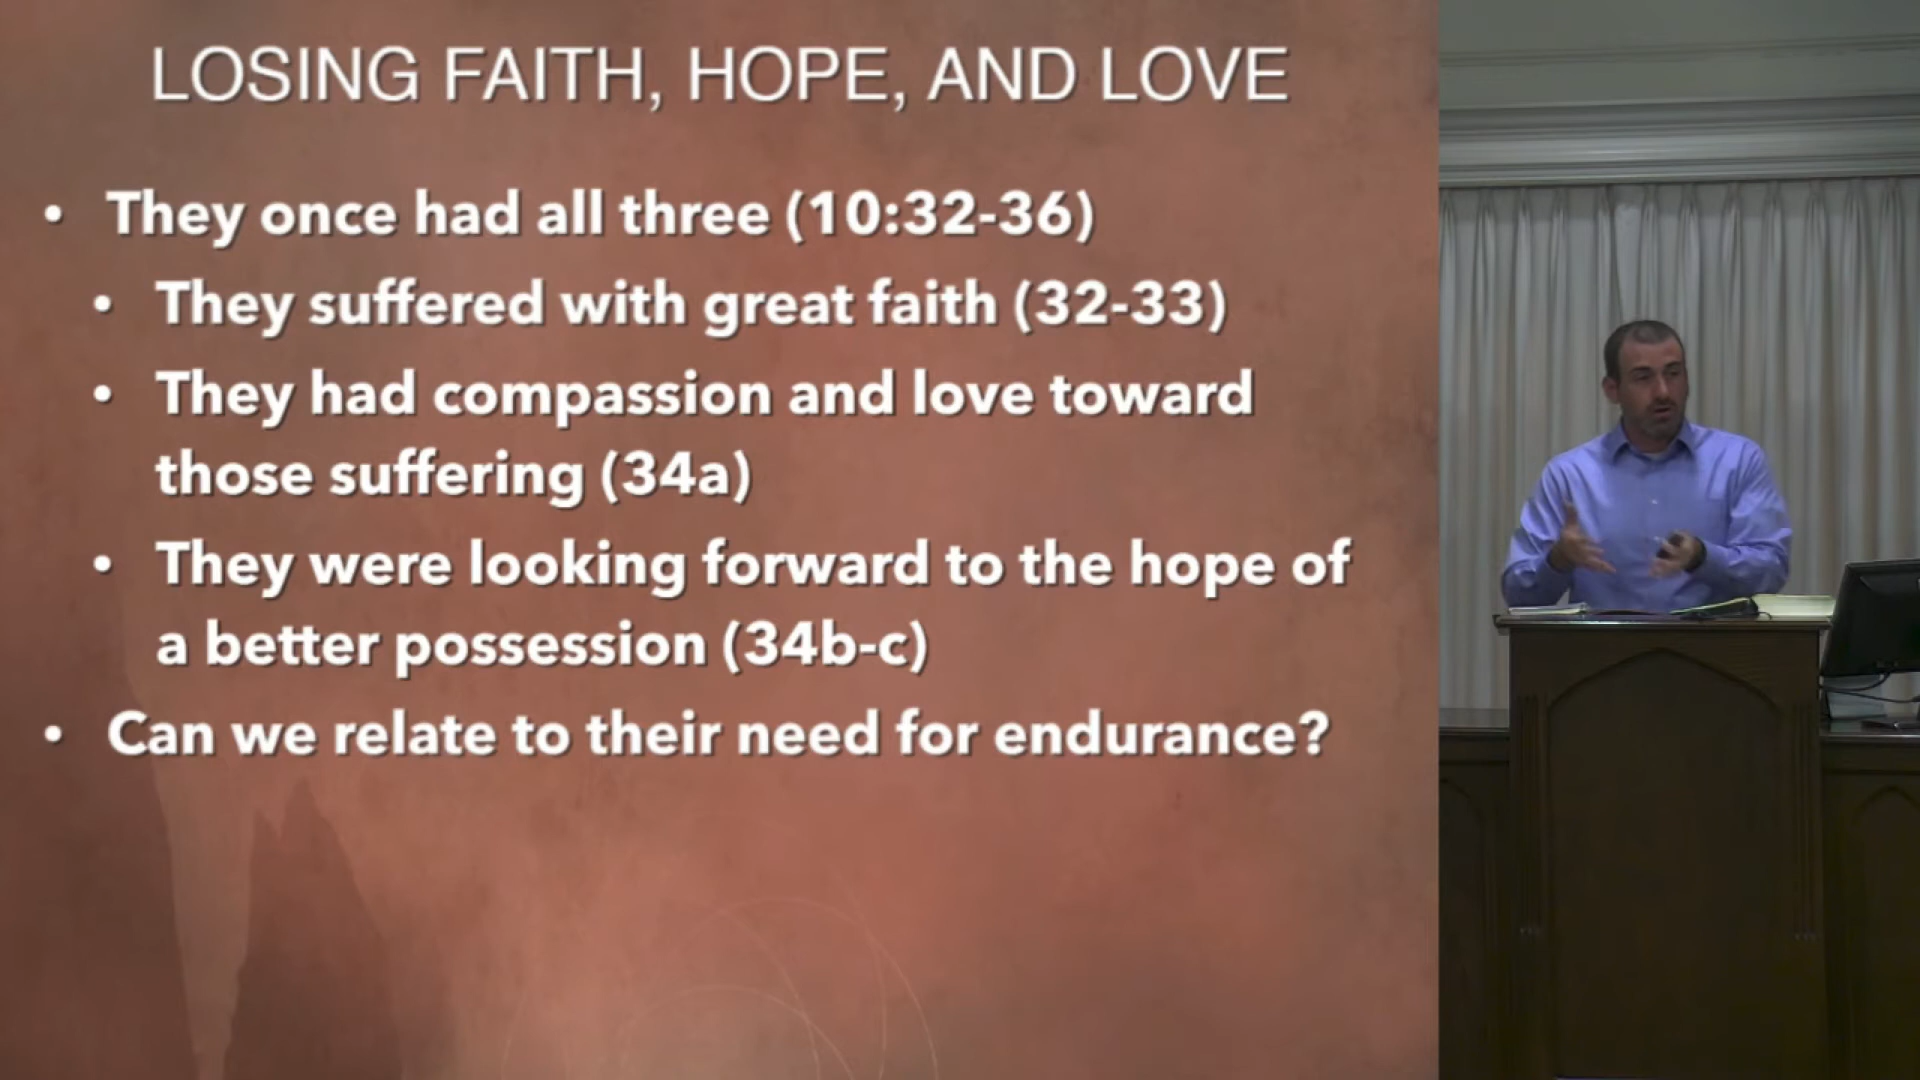 LOSING FAITH, HOPE, AND LOVE
• They once had all three (10:32-36)
• They suffered with great faith (32-33)
• They had compassion and love toward
those suffering (34a)
• They were looking forward to the hope of
a better possession (34b-c)
• Can we relate to their need for endurance?